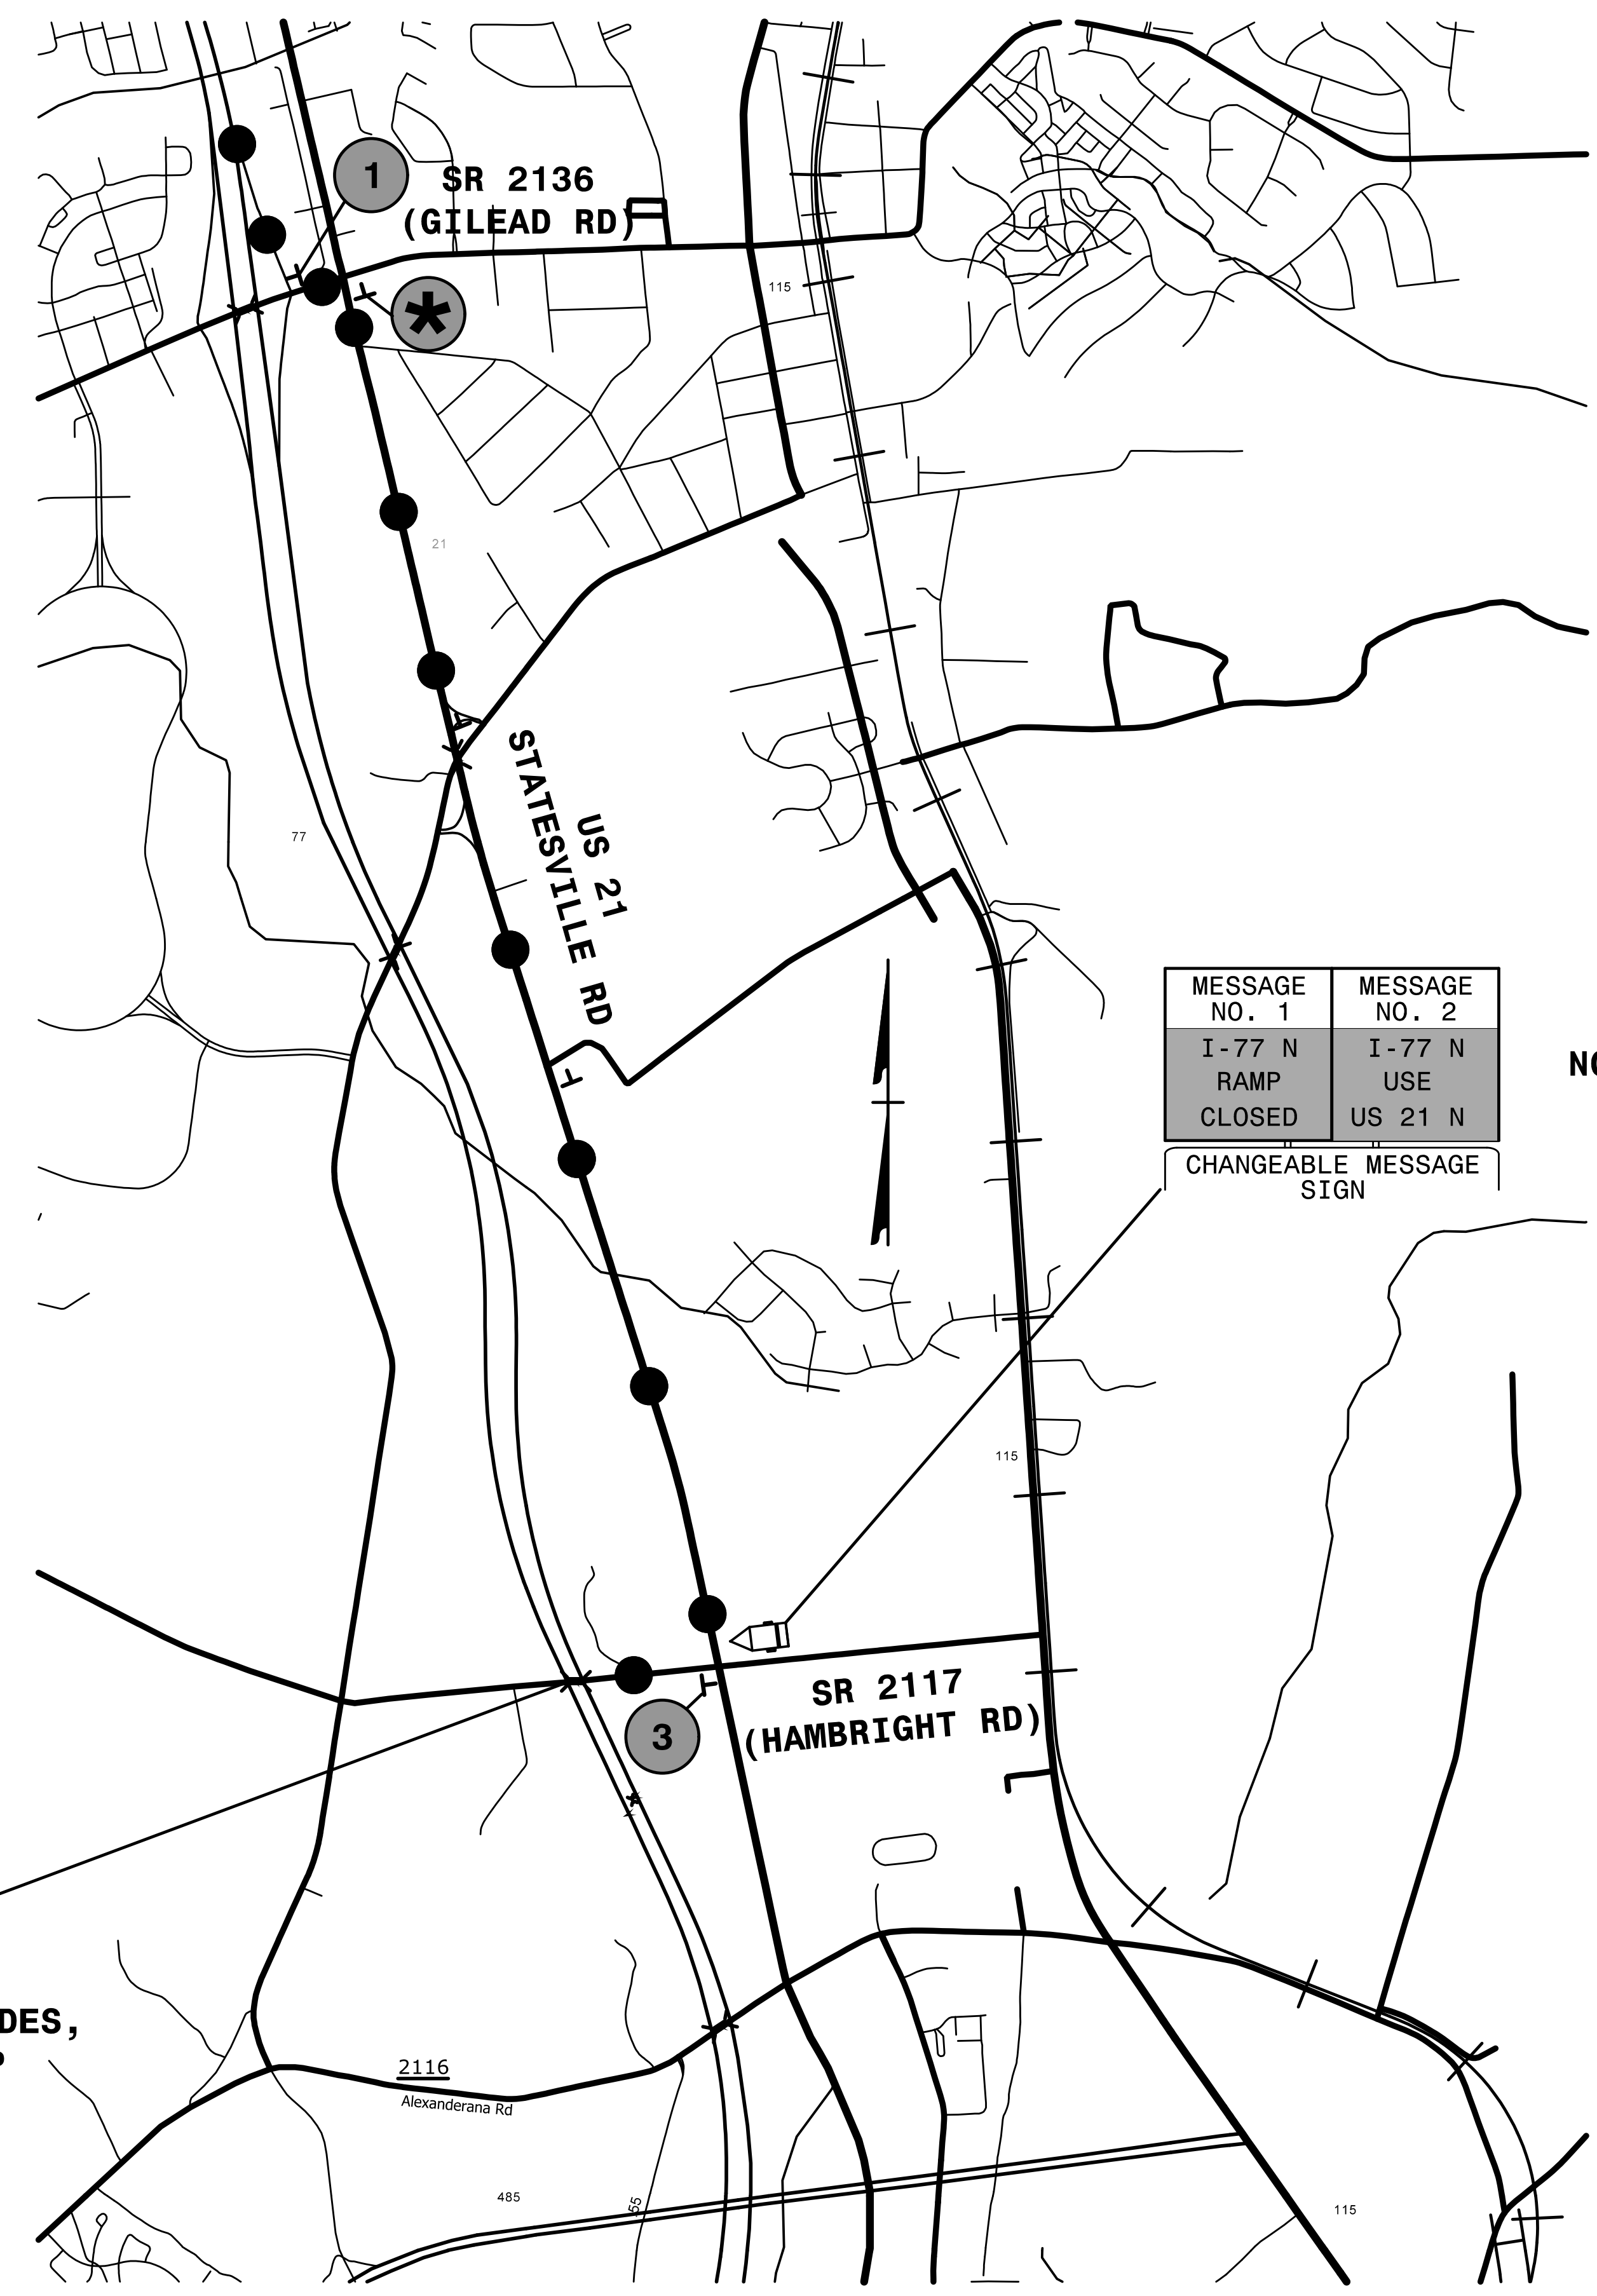 1
SR 2136
(GILEAD RD)
*
115
21
77
US 21
STATESVILLE RD
MESSAGE NO. 1
MESSAGE NO. 2
I-77 N
RAMP
CLOSED
I-77 N
USE
US 21 N
CHANGEABLE MESSAGE
SIGN
115
SR 2117
(HAMBRIGHT RD)
3
DES,
2116
Alexanderana Rd
485
55
115